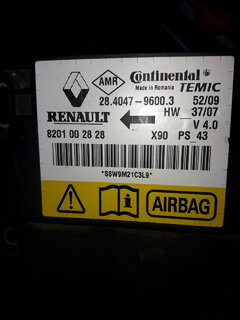 AMR Continental
Made in Romania TEMIC
28.4047-9600.3 52/09
HW 37/07
RENAULT V 4.0
8201 00 28 28 X90 PS 43
*S8W9M21C3L9*
AIRBAG